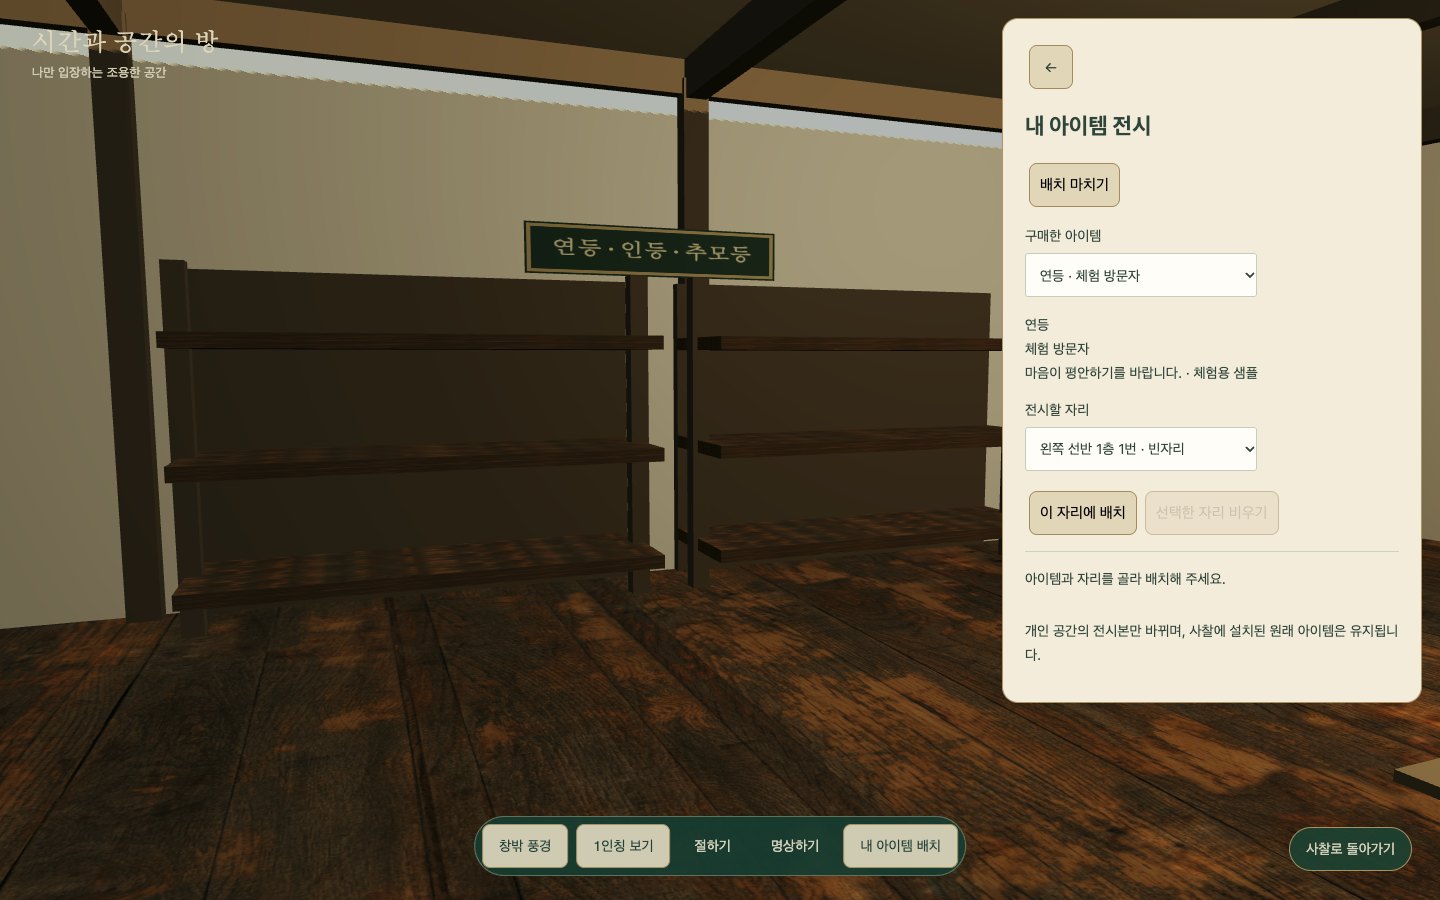 시간과 공간의 방
나만 입장하는 조용한 공간
연등·인등·추모등
←
내 아이템 전시
배치 마치기
구매한 아이템
연등 · 체험 방문자
연등
체험 방문자
마음이 평안하기를 바랍니다. · 체험용 샘플
전시할 자리
왼쪽 선반 1층 1번 · 빈자리
이 자리에 배치
선택한 자리 비우기
아이템과 자리를 골라 배치해 주세요.
개인 공간의 전시본만 바뀌며, 사찰에 설치된 원래 아이템은 유지됩니
다.
창밖 풍경
1인칭 보기
절하기
명상하기
내 아이템 배치
사찰로 돌아가기